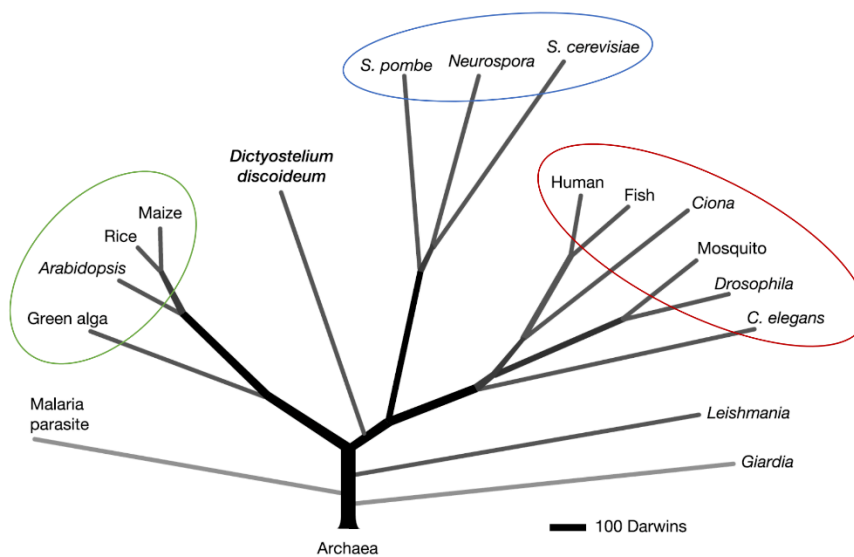 S. cerevisiae
S. pombe
Neurospora
Dictyostelium
discoideum
Human
Fish
Ciona
Maize
Rice
Mosquito
Arabidopsis
Drosophila
Green alga
C. elegans
Malaria
parasite
Leishmania
Giardia
100 Darwins
Archaea